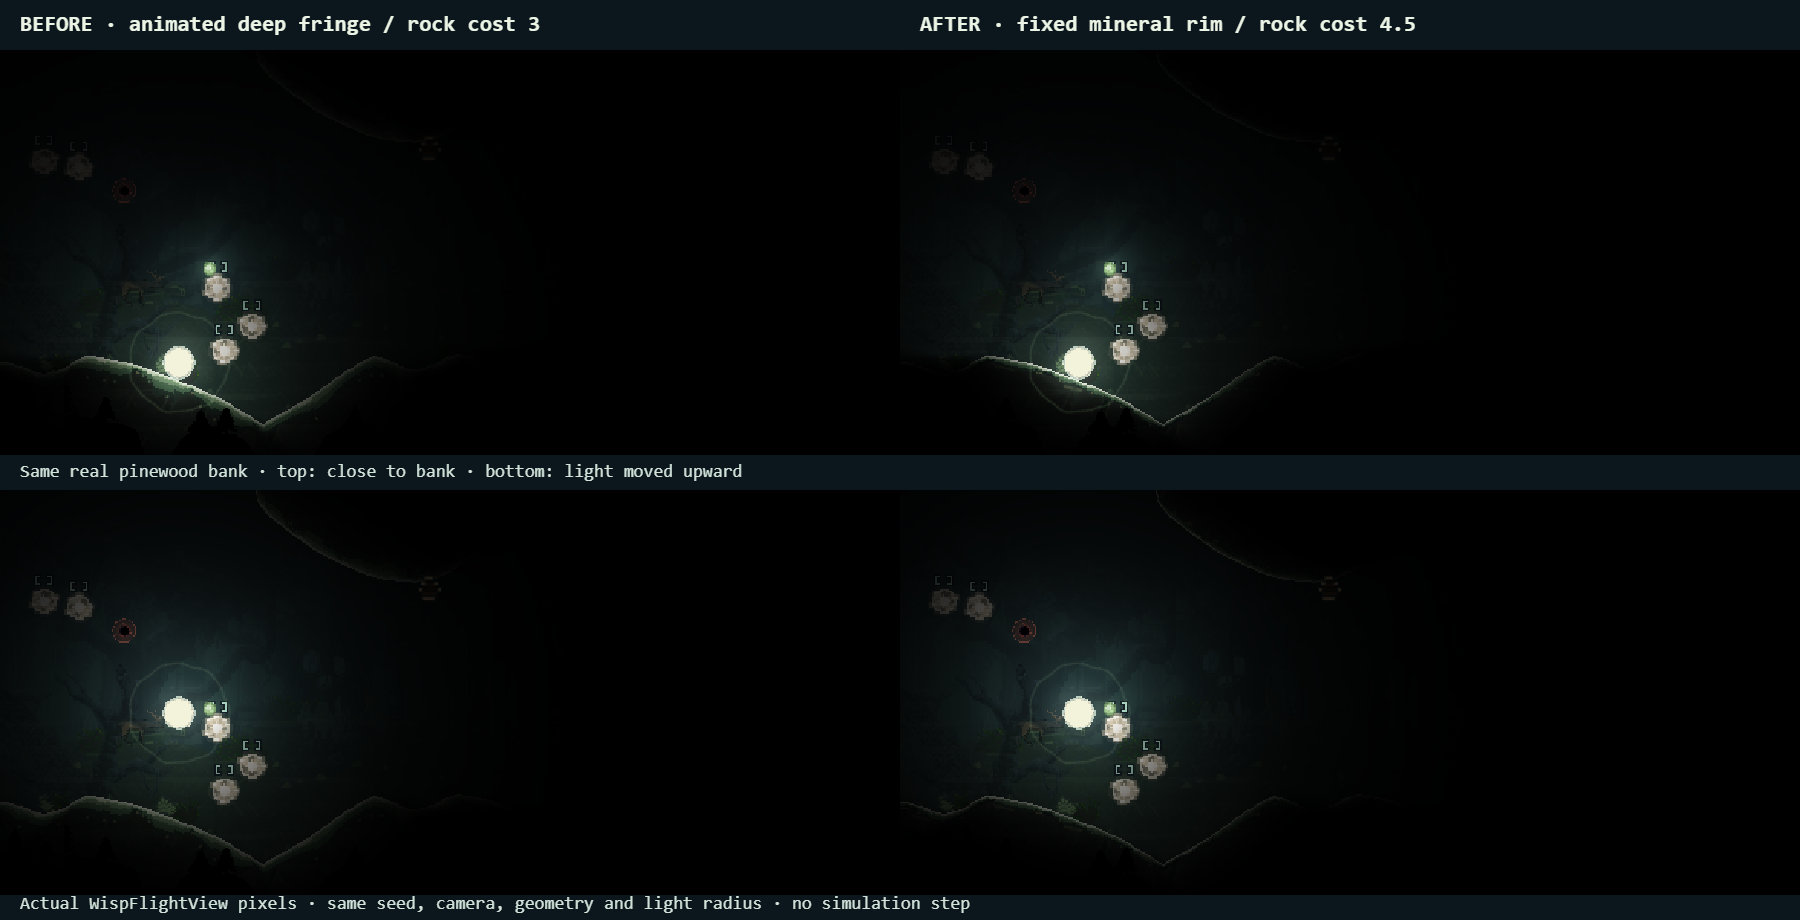 BEFORE · animated deep fringe / rock cost 3
AFTER · fixed mineral rim / rock cost 4.5
Same real pinewood bank · top: close to bank · bottom: light moved upward
Actual WispFlightView pixels · same seed, camera, geometry and light radius · no simulation step